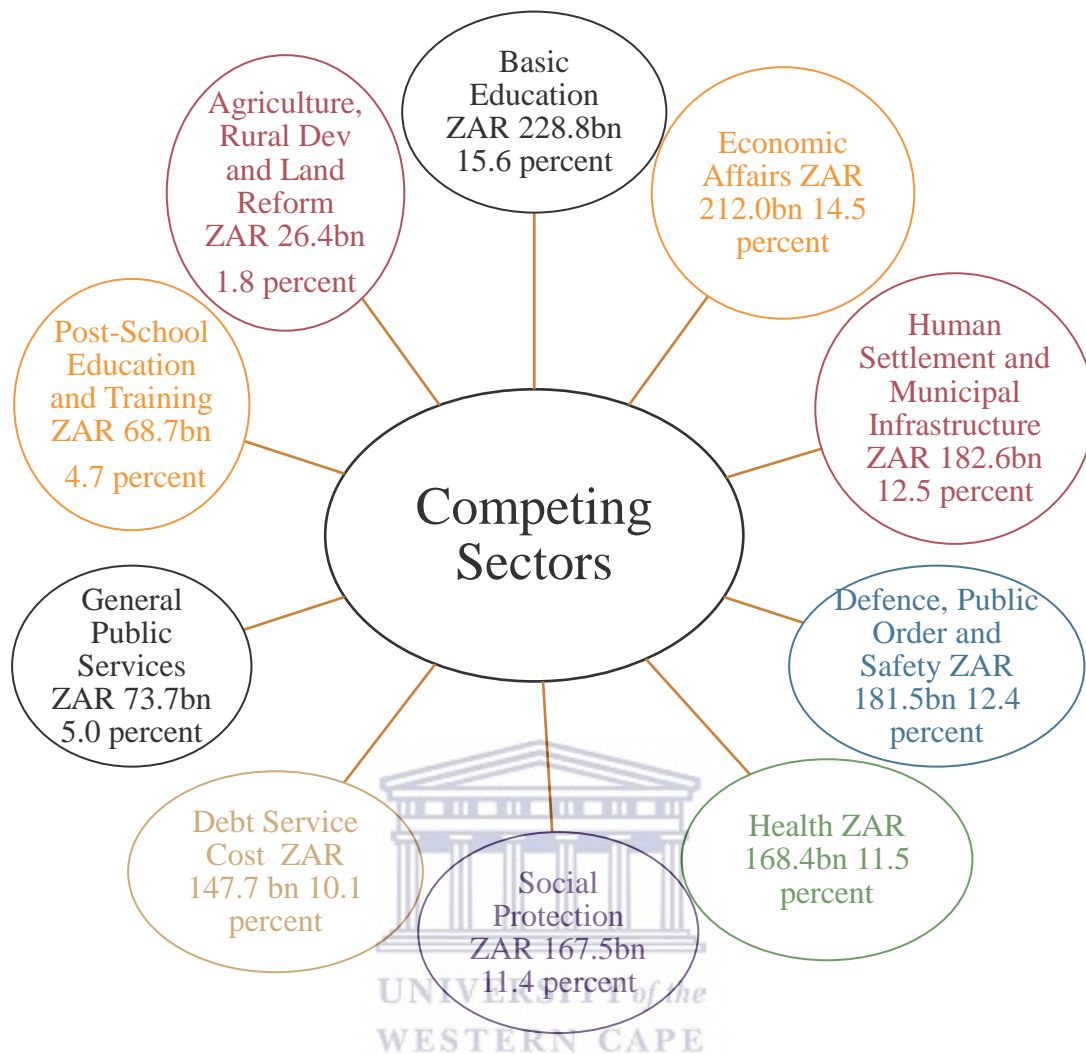 Basic
Education
ZAR 228.8bn
15.6 percent
Economic
Affairs ZAR
212.0bn 14.5
percent
Human
Settlement and
Municipal
Infrastructure
ZAR 182.6bn
12.5 percent
Defence, Public
Order and
Safety ZAR
181.5bn 12.4
percent
Health ZAR
168.4bn 11.5
percent
Social
Protection
ZAR 167.5bn
11.4 percent
Debt Service
Cost ZAR
147.7 bn 10.1
percent
General
Public
Services
ZAR 73.7bn
5.0 percent
Post-School
Education
and Training
ZAR 68.7bn
4.7 percent
Agriculture,
Rural Dev
and Land
Reform
ZAR 26.4bn
1.8 percent
Competing
Sectors
UNIVERSITY of the
WESTERN CAPE